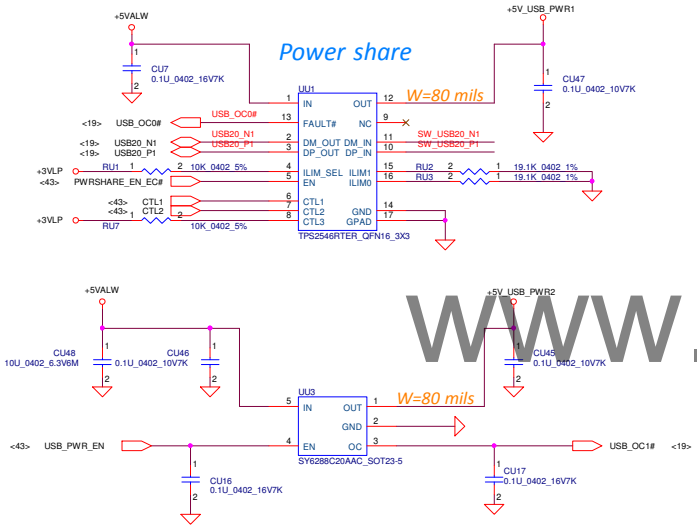 +5VALW
+5V_USB_PWR1
Power share
1
CU7
0.1U_0402_16V7K
2
1
CU47
0.1U_0402_10V7K
2
UU1
W=80 mils
1 IN OUT 12
<19> USB_OC0# USB_OC0# 13 FAULT# NC 9
<19> USB20_N1 USB20_N1 2 DM_OUT DM_IN 11 SW_USB20_N1
<19> USB20_P1 USB20_P1 3 DP_OUT DP_IN 10 SW_USB20_P1
+3VLP RU1 1 2 10K_0402_5% 4 ILIM_SEL ILIM1 15 RU2 2 1 19.1K_0402_1%
<43> PWRSHARE_EN_EC# 5 EN ILIM0 16 RU3 2 1 19.1K_0402_1%
<43> CTL1 6 CTL1
<43> CTL2 7 CTL2 GND 14
+3VLP RU7 1 2 10K_0402_5% 8 CTL3 GPAD 17
TPS2546RTER_QFN16_3X3
+5VALW
+5V_USB_PWR2
www.
1
CU48
10U_0402_6.3V6M
2
1
CU46
0.1U_0402_10V7K
2
1
CU45
0.1U_0402_10V7K
2
UU3
W=80 mils
5 IN OUT 1
GND 2
<43> USB_PWR_EN 4 EN OC 3 USB_OC1# <19>
SY6288C20AAC_SOT23-5
1
CU16
0.1U_0402_16V7K
2
1
CU17
0.1U_0402_16V7K
2